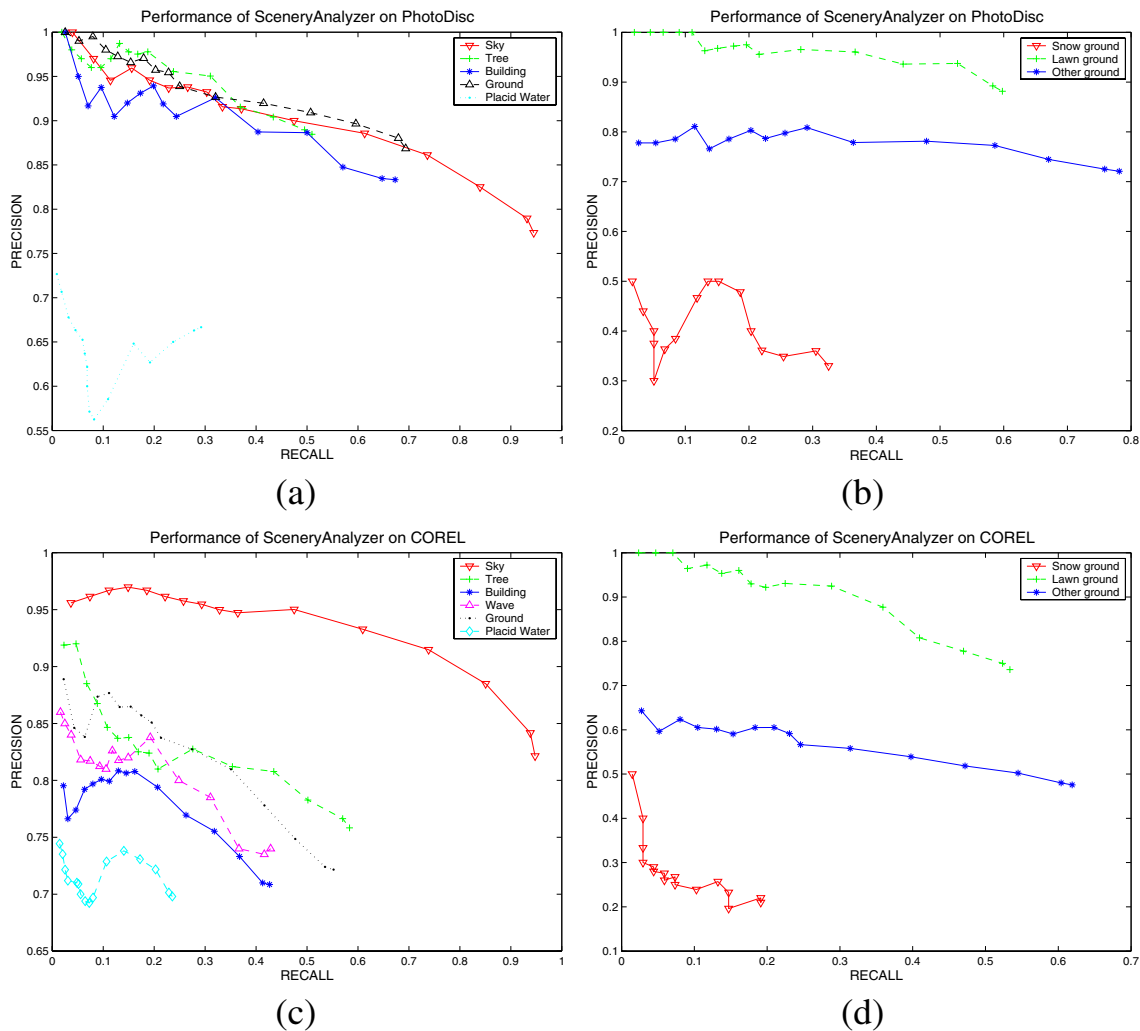 Performance of SceneryAnalyzer on PhotoDisc
PRECISION
1
0.95
0.9
0.85
0.8
0.75
0.7
0.65
0.6
0.55
0 0.1 0.2 0.3 0.4 0.5 0.6 0.7 0.8 0.9 1
RECALL
Sky
Tree
Building
Ground
Placid Water
(a)
Performance of SceneryAnalyzer on PhotoDisc
PRECISION
1
0.9
0.8
0.7
0.6
0.5
0.4
0.3
0.2
0 0.1 0.2 0.3 0.4 0.5 0.6 0.7 0.8
RECALL
Snow ground
Lawn ground
Other ground
(b)
Performance of SceneryAnalyzer on COREL
PRECISION
1
0.95
0.9
0.85
0.8
0.75
0.7
0.65
0 0.1 0.2 0.3 0.4 0.5 0.6 0.7 0.8 0.9 1
RECALL
Sky
Tree
Building
Wave
Ground
Placid Water
(c)
Performance of SceneryAnalyzer on COREL
PRECISION
1
0.9
0.8
0.7
0.6
0.5
0.4
0.3
0.2
0.1
0 0.1 0.2 0.3 0.4 0.5 0.6 0.7
RECALL
Snow ground
Lawn ground
Other ground
(d)